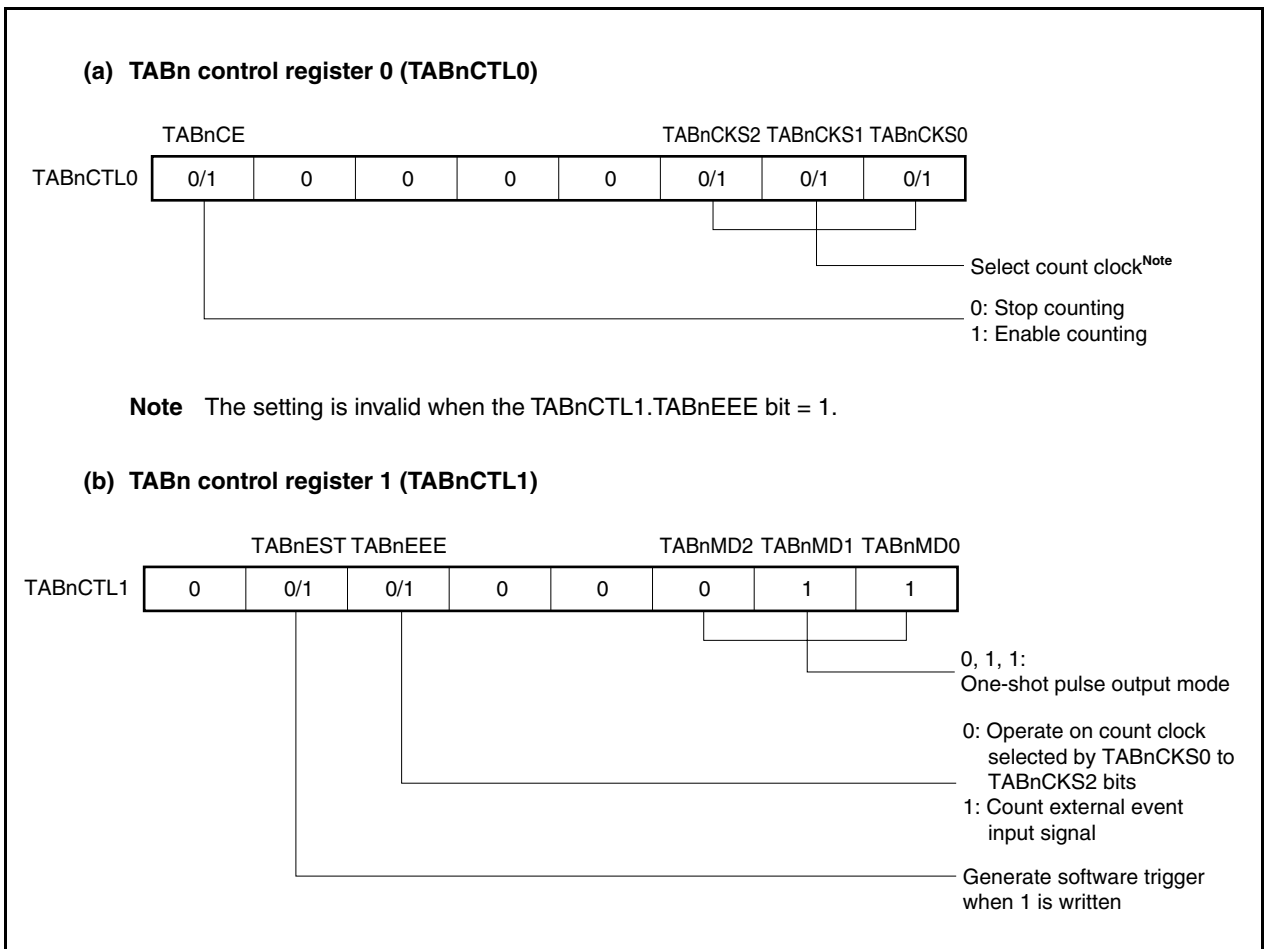 (a) TABn control register 0 (TABnCTL0)
TABnCE TABnCKS2 TABnCKS1 TABnCKS0
TABnCTL0 0/1 0 0 0 0 0/1 0/1 0/1
Select count clockNote
0: Stop counting
1: Enable counting
Note The setting is invalid when the TABnCTL1.TABnEEE bit = 1.
(b) TABn control register 1 (TABnCTL1)
TABnEST TABnEEE TABnMD2 TABnMD1 TABnMD0
TABnCTL1 0 0/1 0/1 0 0 0 1 1
0, 1, 1:
One-shot pulse output mode
0: Operate on count clock
selected by TABnCKS0 to
TABnCKS2 bits
1: Count external event
input signal
Generate software trigger
when 1 is written